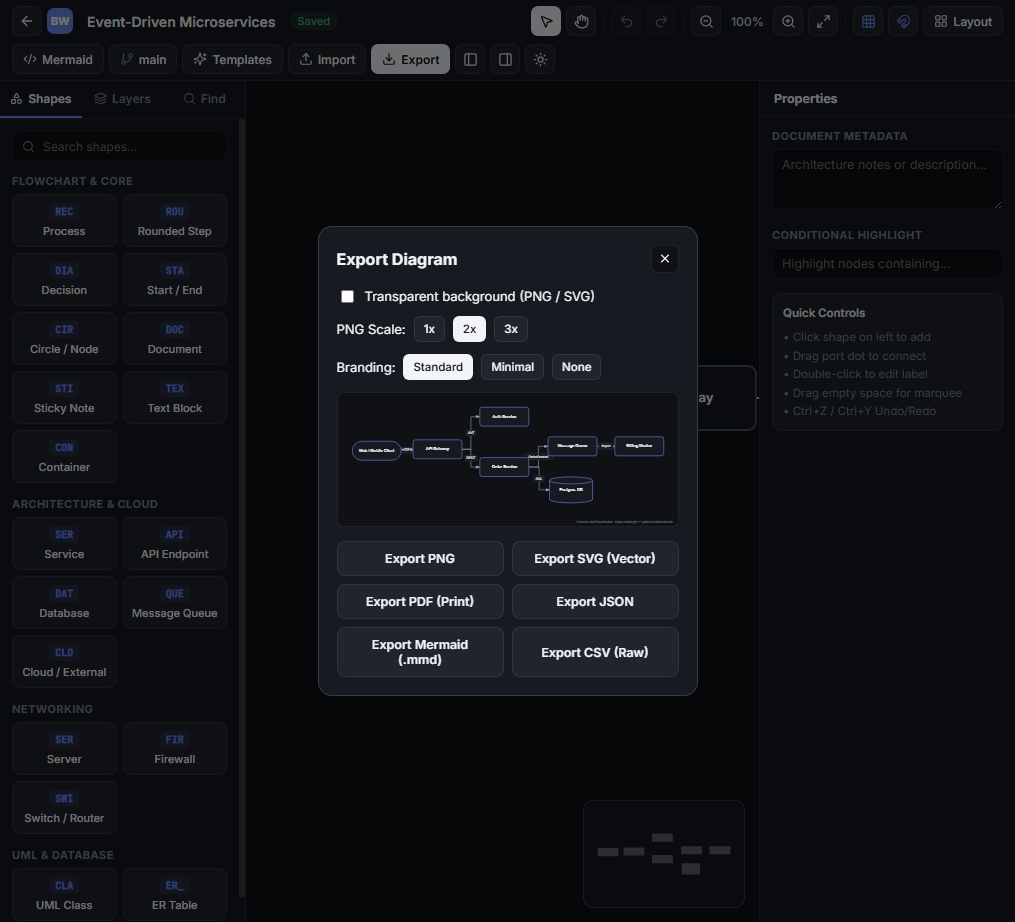 BW Event-Driven Microservices Saved 100% Layout
Mermaid main Templates Import Export
Shapes Layers Find
Search shapes...
FLOWCHART & CORE
REC ROU
Process Rounded Step
DIA STA
Decision Start / End
CIR DOC
Circle / Node Document
STI TEX
Sticky Note Text Block
CON
Container
ARCHITECTURE & CLOUD
SER API
Service API Endpoint
DAT QUE
Database Message Queue
CLO
Cloud / External
NETWORKING
SER FIR
Server Firewall
SWI
Switch / Router
UML & DATABASE
CLA ER_
UML Class ER Table
Export Diagram
Transparent background (PNG / SVG)
PNG Scale: 1x 2x 3x
Branding: Standard Minimal None
Auth Service
Web / Mobile Client API Gateway Message Queue Billing Worker
Order Service
Postgres DB
Export PNG Export SVG (Vector)
Export PDF (Print) Export JSON
Export Mermaid
(.mmd)
Export CSV (Raw)
ay
Properties
DOCUMENT METADATA
Architecture notes or description...
CONDITIONAL HIGHLIGHT
Highlight nodes containing...
Quick Controls
• Click shape on left to add
• Drag port dot to connect
• Double-click to edit label
• Drag empty space for marquee
• Ctrl+Z / Ctrl+Y Undo/Redo